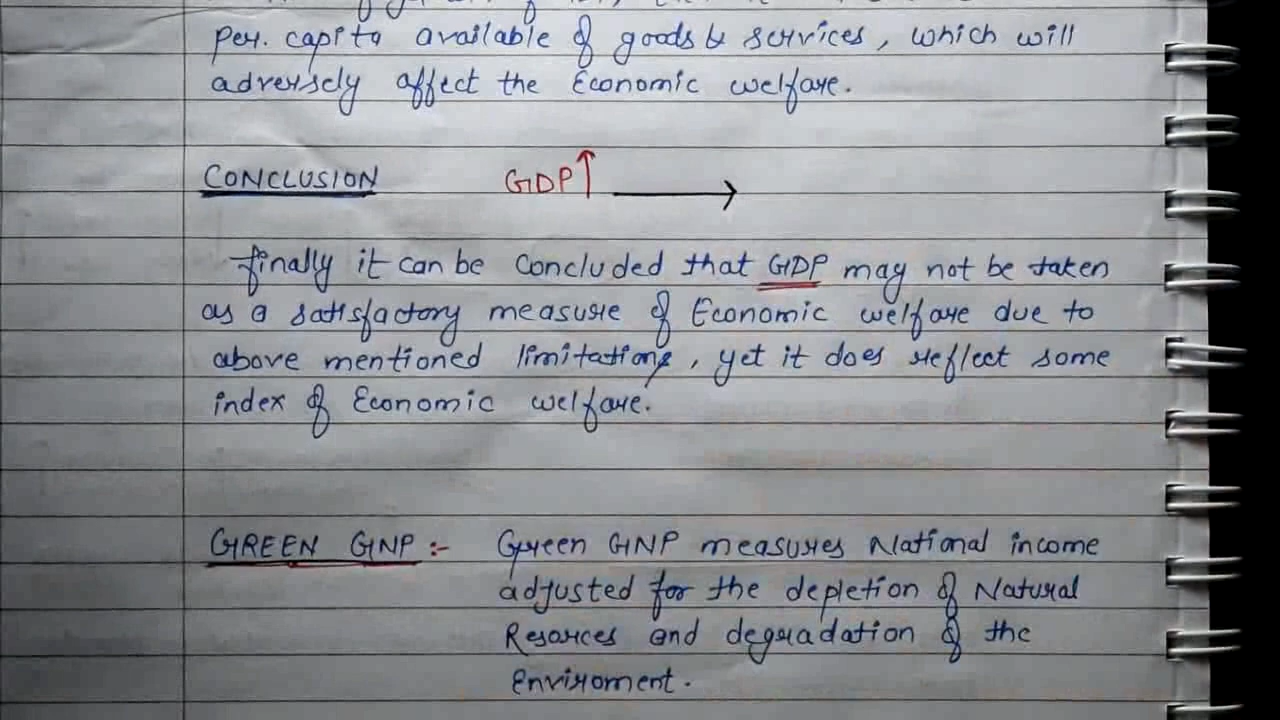 per. capita available of goods & services, which will
adversely affect the Economic welfare.
CONCLUSION GDP↑ →
finally it can be concluded that GDP may not be taken
as a satisfactory measure of Economic welfare due to
above mentioned limitations, yet it does reflect some
index of Economic welfare.
GREEN GNP :- Green GNP measures National income
adjusted for the depletion of Natural
Resorces and degradation of the
Enviroment.